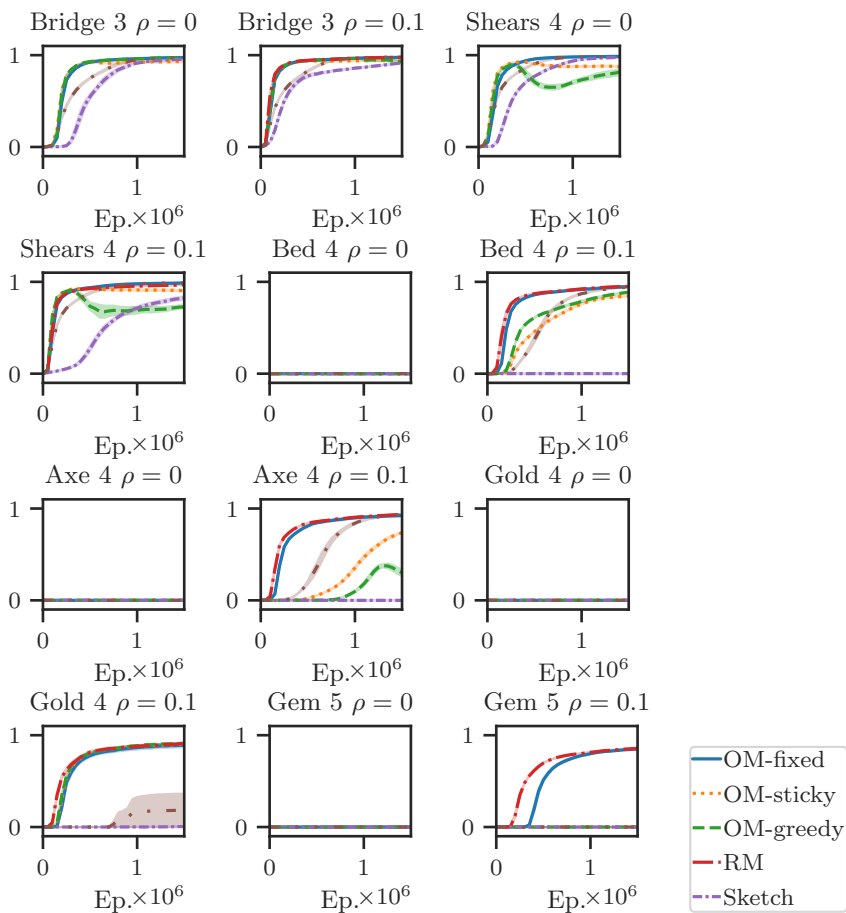 Bridge 3 ρ = 0
Bridge 3 ρ = 0.1
Shears 4 ρ = 0
1
0
0
1
Ep.×10⁶
0
1
Ep.×10⁶
1
0
0
1
Ep.×10⁶
Shears 4 ρ = 0.1
Bed 4 ρ = 0
Bed 4 ρ = 0.1
1
0
0
1
Ep.×10⁶
0
1
Ep.×10⁶
1
0
0
1
Ep.×10⁶
Axe 4 ρ = 0
Axe 4 ρ = 0.1
Gold 4 ρ = 0
1
0
0
1
Ep.×10⁶
1
0
0
1
Ep.×10⁶
1
0
0
1
Ep.×10⁶
Gold 4 ρ = 0.1
Gem 5 ρ = 0
Gem 5 ρ = 0.1
1
0
0
1
Ep.×10⁶
1
0
0
1
Ep.×10⁶
1
0
0
1
Ep.×10⁶
OM-fixed
OM-sticky
OM-greedy
RM
Sketch